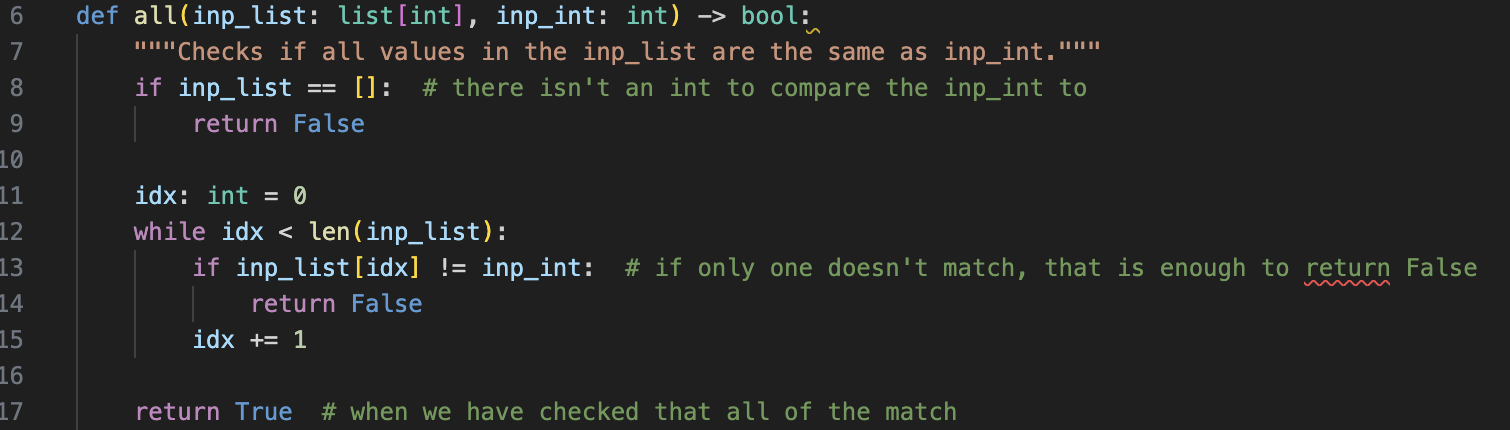 6 def all(inp_list: list[int], inp_int: int) -> bool:
7 """Checks if all values in the inp_list are the same as inp_int."""
8 if inp_list == []:  # there isn't an int to compare the inp_int to
9 return False
10
11 idx: int = 0
12 while idx < len(inp_list):
13 if inp_list[idx] != inp_int:  # if only one doesn't match, that is enough to return False
14 return False
15 idx += 1
16
17 return True  # when we have checked that all of the match